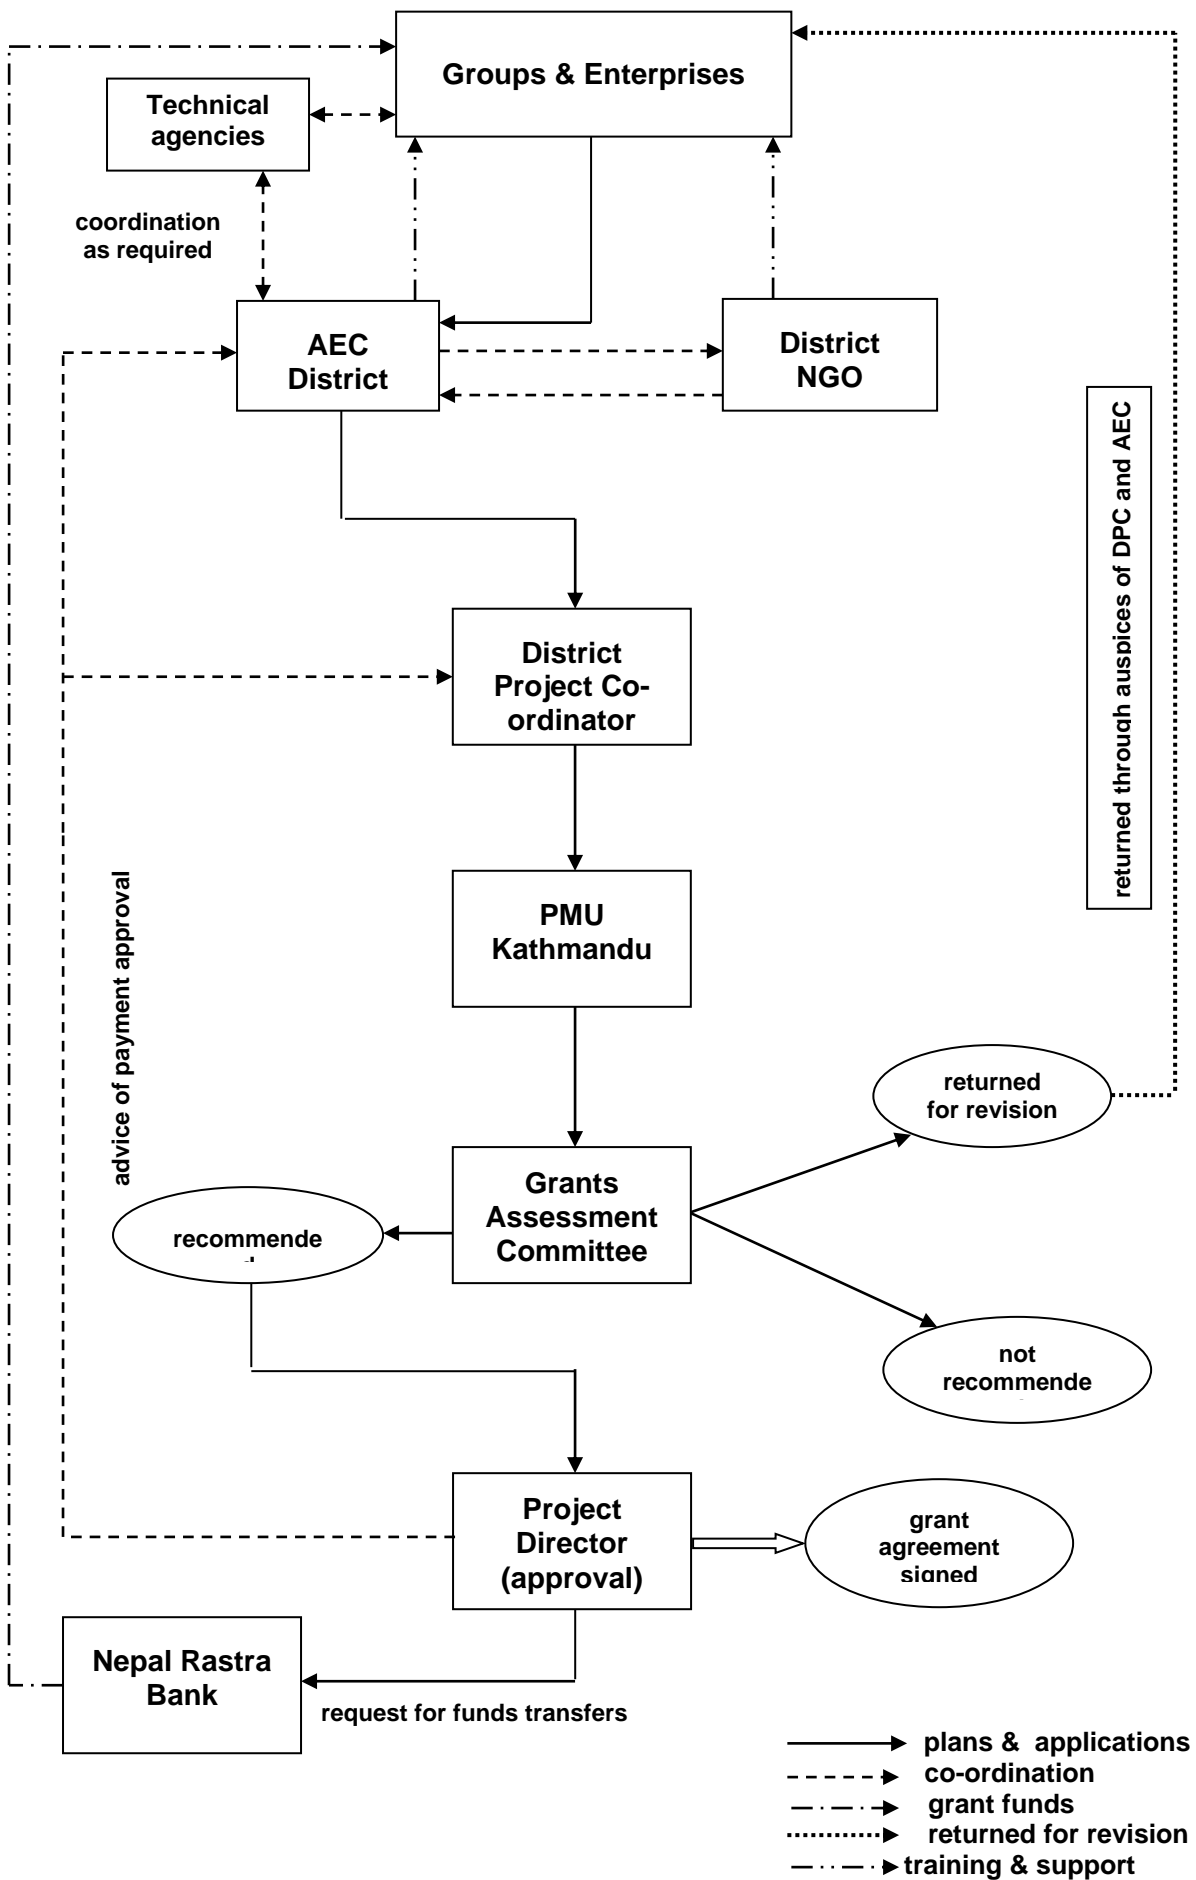 Groups & Enterprises
Technical
agencies
coordination
as required
AEC
District
District
NGO
returned through auspices of DPC and AEC
District
Project Co-
ordinator
PMU
Kathmandu
advice of payment approval
returned
for revision
Grants
Assessment
Committee
recommende
not
recommende
Project
Director
(approval)
grant
agreement
signed
Nepal Rastra
Bank
request for funds transfers
plans & applications
co-ordination
grant funds
returned for revision
training & support